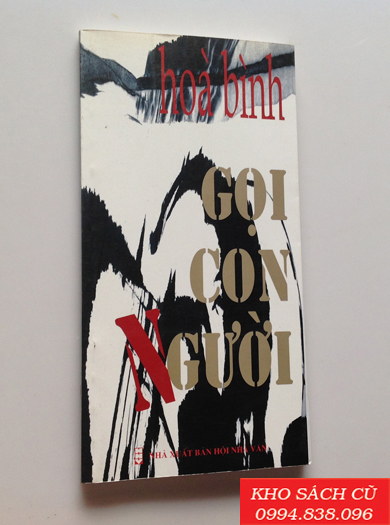 hoà bình
GỌI
CON
NGƯỜI
NHÀ XUẤT BẢN HỘI NHÀ VĂN
KHO SÁCH CŨ
0994.838.096